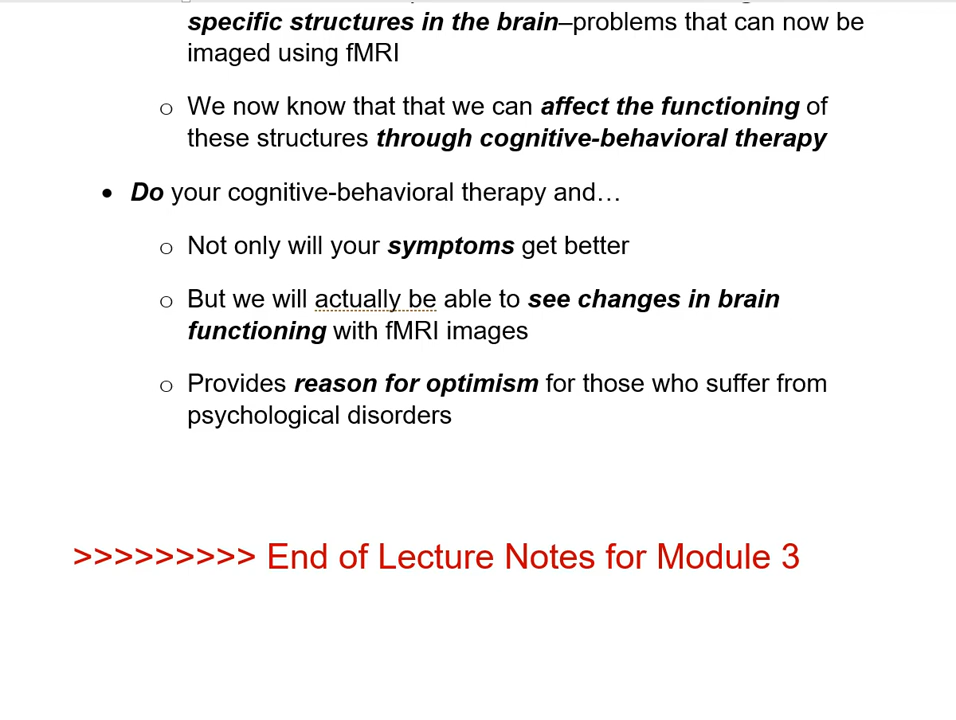 specific structures in the brain–problems that can now be
imaged using fMRI
o We now know that that we can affect the functioning of
these structures through cognitive-behavioral therapy
• Do your cognitive-behavioral therapy and…
o Not only will your symptoms get better
o But we will actually be able to see changes in brain
functioning with fMRI images
o Provides reason for optimism for those who suffer from
psychological disorders
>>>>>>>>> End of Lecture Notes for Module 3